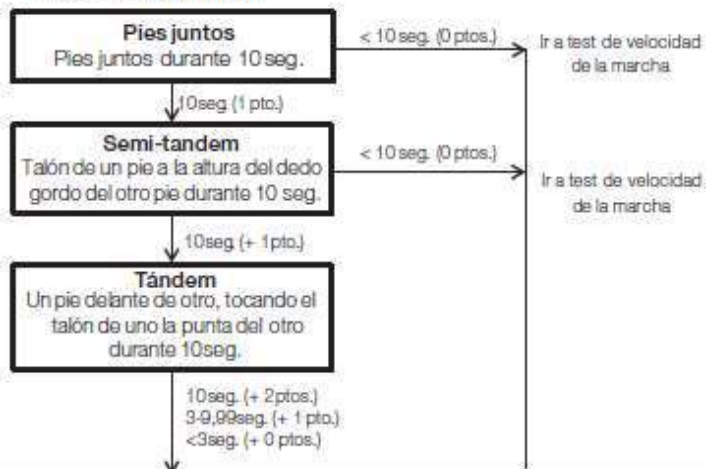 Pies juntos
Pies juntos durante 10 seg.
< 10 seg. (0 ptos.)
Ir a test de velocidad
de la marcha
10seg. (1 pto.)
Semi-tandem
Talón de un pie a la altura del dedo
gordo del otro pie durante 10 seg.
< 10 seg. (0 ptos.)
Ir a test de velocidad
de la marcha
10seg. (+ 1pto.)
Tándem
Un pie delante de otro, tocando el
talón de uno la punta del otro
durante 10seg.
10seg. (+ 2ptos.)
3-9,99seg. (+ 1 pto.)
<3seg. (+ 0 ptos.)